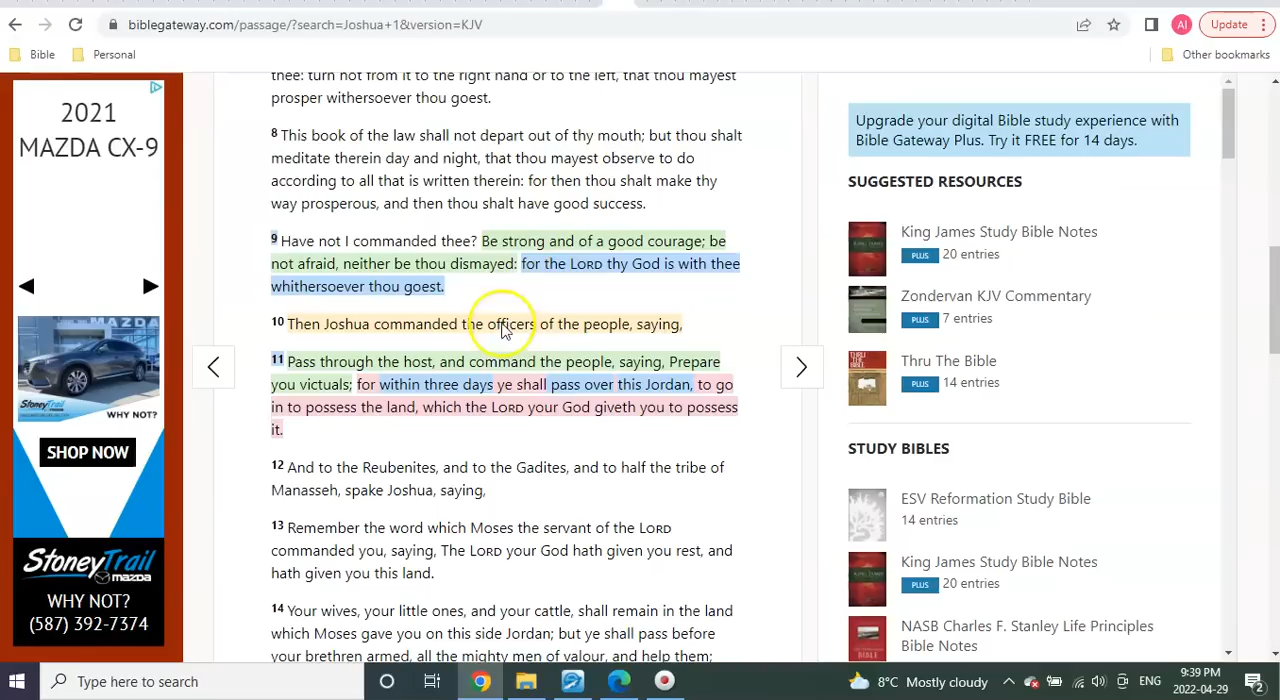 biblegateway.com/passage/?search=Joshua+1&version=KJV
AI
Update
Bible
Personal
Other bookmarks
2021
MAZDA CX-9
MAZDA
StoneyTrail
mazda
WHY NOT?
SHOP NOW
StoneyTrail
mazda
WHY NOT?
(587) 392-7374
thee: turn not from it to the right hand or to the left, that thou mayest
prosper withersoever thou goest.
8 This book of the law shall not depart out of thy mouth; but thou shalt
meditate therein day and night, that thou mayest observe to do
according to all that is written therein: for then thou shalt make thy
way prosperous, and then thou shalt have good success.
9 Have not I commanded thee? Be strong and of a good courage; be
not afraid, neither be thou dismayed: for the LORD thy God is with thee
whithersoever thou goest.
10 Then Joshua commanded the officers of the people, saying,
11 Pass through the host, and command the people, saying, Prepare
you victuals; for within three days ye shall pass over this Jordan, to go
in to possess the land, which the LORD your God giveth you to possess
it.
12 And to the Reubenites, and to the Gadites, and to half the tribe of
Manasseh, spake Joshua, saying,
13 Remember the word which Moses the servant of the LORD
commanded you, saying, The LORD your God hath given you rest, and
hath given you this land.
14 Your wives, your little ones, and your cattle, shall remain in the land
which Moses gave you on this side Jordan; but ye shall pass before
your brethren armed, all the mighty men of valour, and help them;
Upgrade your digital Bible study experience with
Bible Gateway Plus. Try it FREE for 14 days.
SUGGESTED RESOURCES
King James Study Bible Notes
PLUS 20 entries
Zondervan KJV Commentary
PLUS 7 entries
Thru The Bible
PLUS 14 entries
STUDY BIBLES
ESV Reformation Study Bible
14 entries
King James Study Bible Notes
PLUS 20 entries
NASB Charles F. Stanley Life Principles
Bible Notes
Type here to search
8°C Mostly cloudy
ENG
9:39 PM
2022-04-29
2